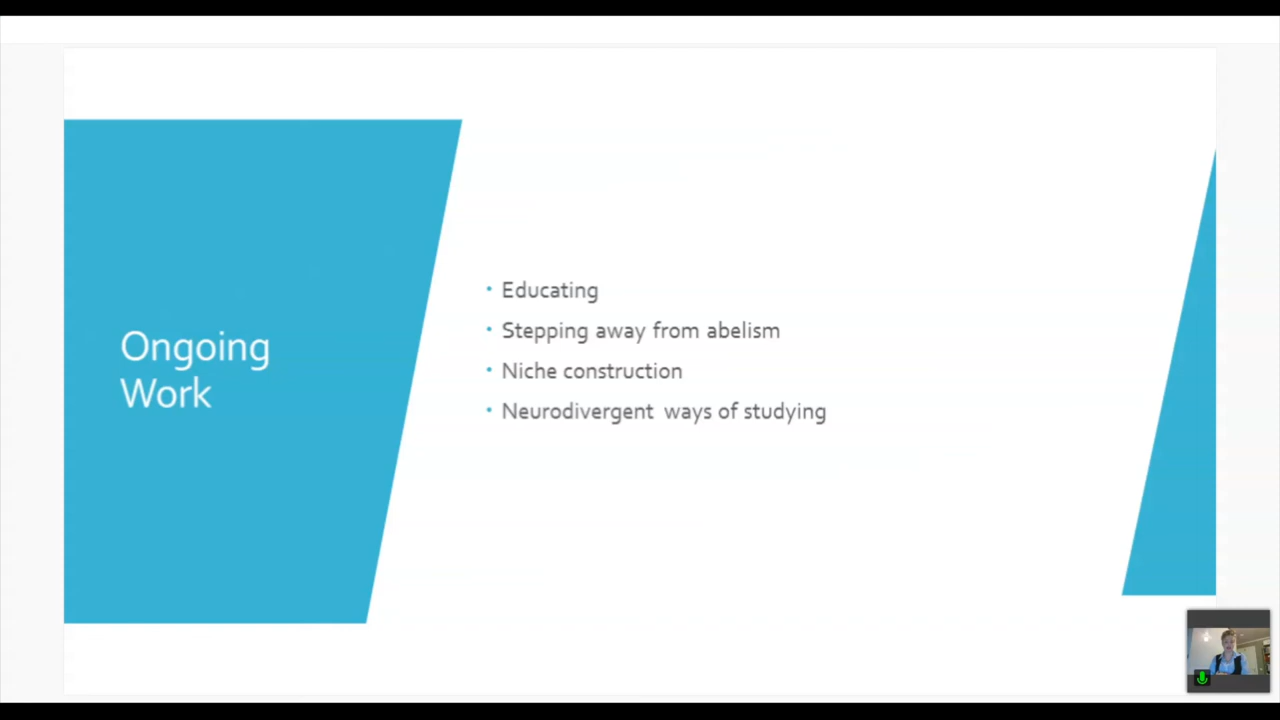 Ongoing
Work
• Educating
• Stepping away from abelism
• Niche construction
• Neurodivergent ways of studying